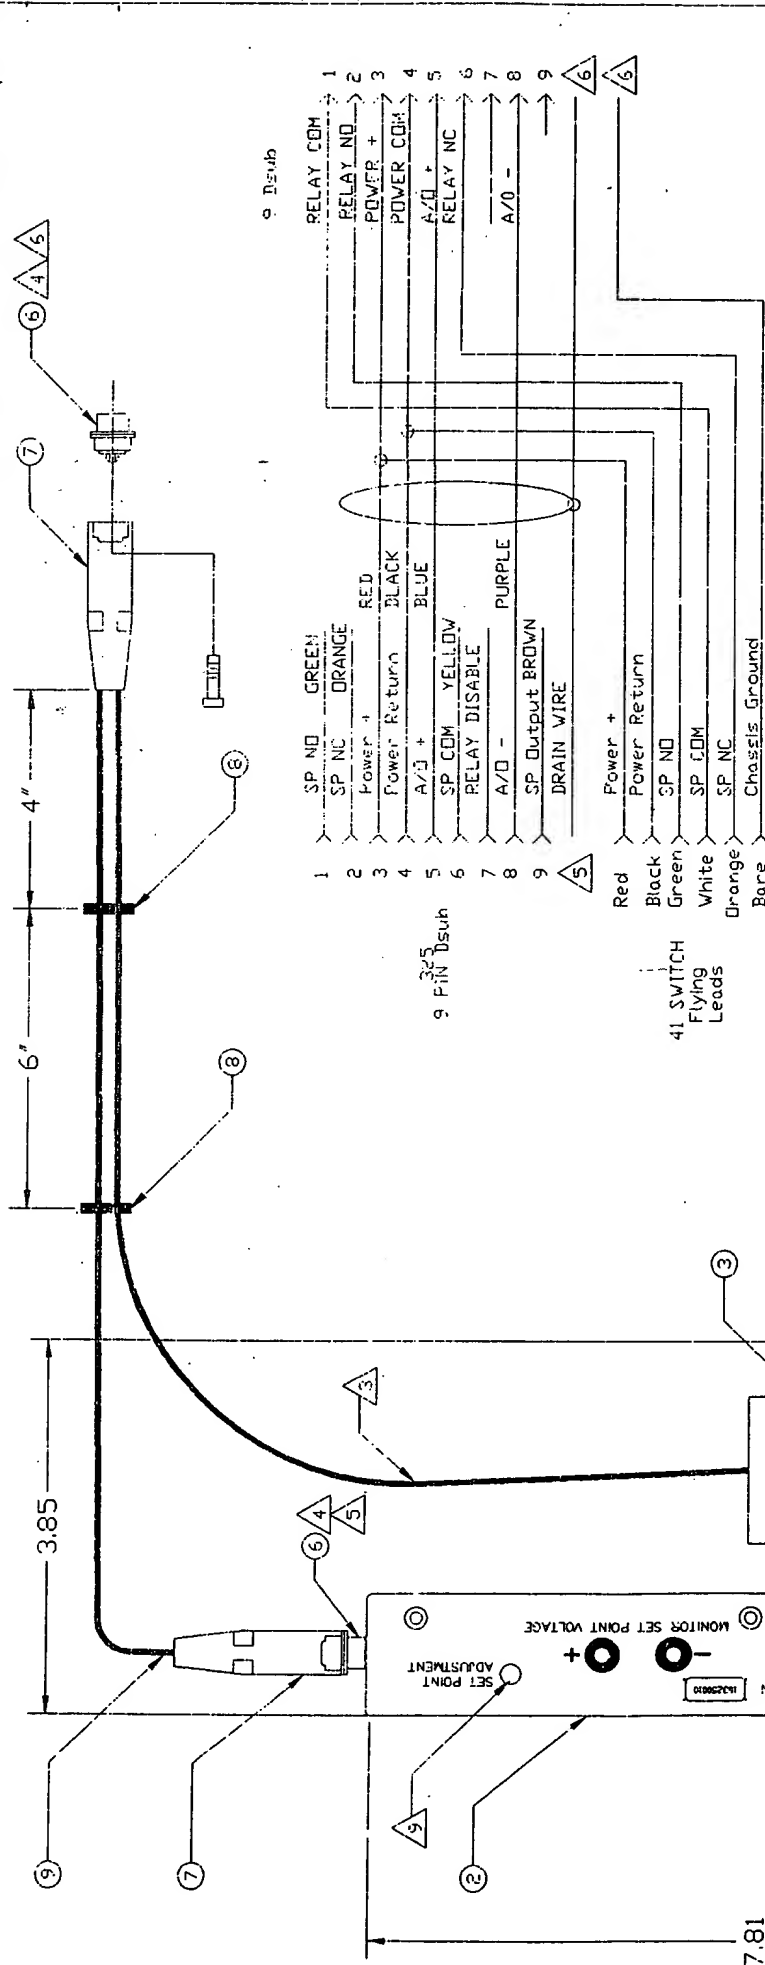 6
4
6
7
4"
8
6"
8
3.85
9
7
6
4
5
3
3
9
2
7.81
SET POINT
ADJUSTMENT
MONITOR SET POINT VOLTAGE
+
-
9 Dsub
RELAY COM 1
RELAY NO 2
POWER + 3
POWER COM 4
A/O + 5
RELAY NC 6
7
A/O - 8
9
6
6
325
9 PIN Dsub
1 SP NO GREEN
2 SP NC ORANGE
3 Power + RED
4 Power Return BLACK
5 A/O + BLUE
6 SP COM YELLOW
7 RELAY DISABLE
8 A/O - PURPLE
9 SP Output BROWN
5 DRAIN WIRE
41 SWITCH
Flying
Leads
Red Power +
Black Power Return
Green SP NO
White SP COM
Orange SP NC
Bare Chassis Ground